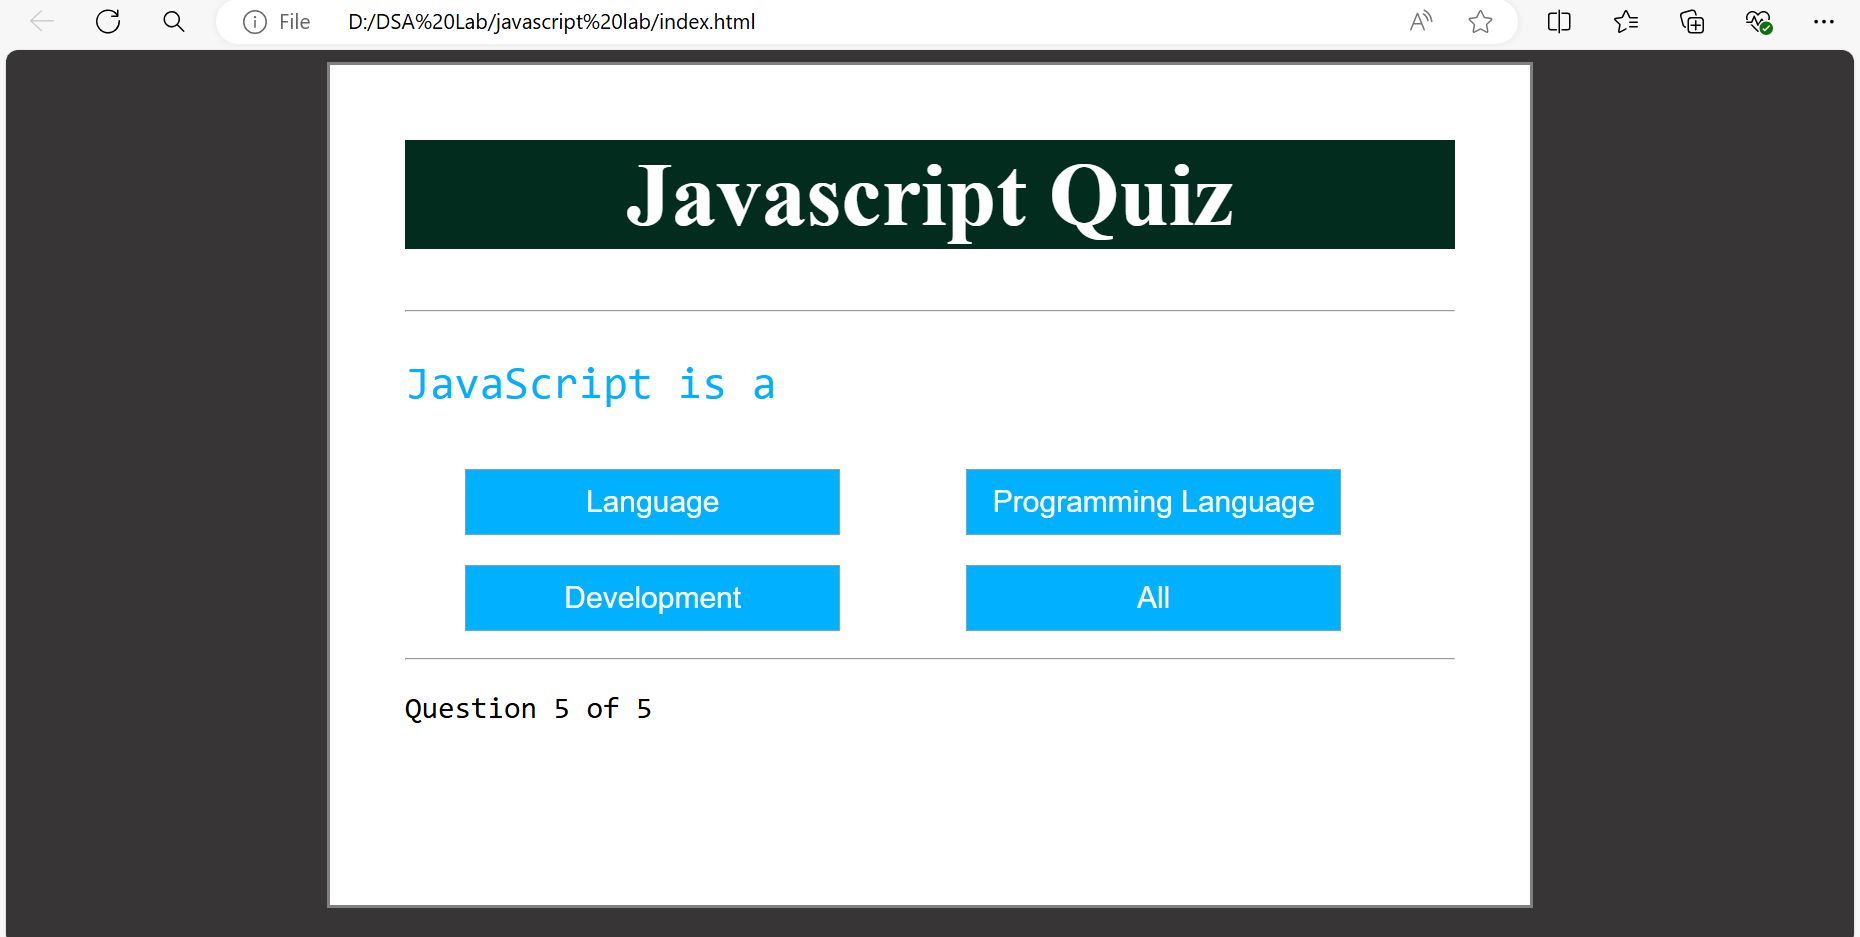 File D:/DSA%20Lab/javascript%20lab/index.html
Javascript Quiz
JavaScript is a
Language Programming Language
Development All
Question 5 of 5